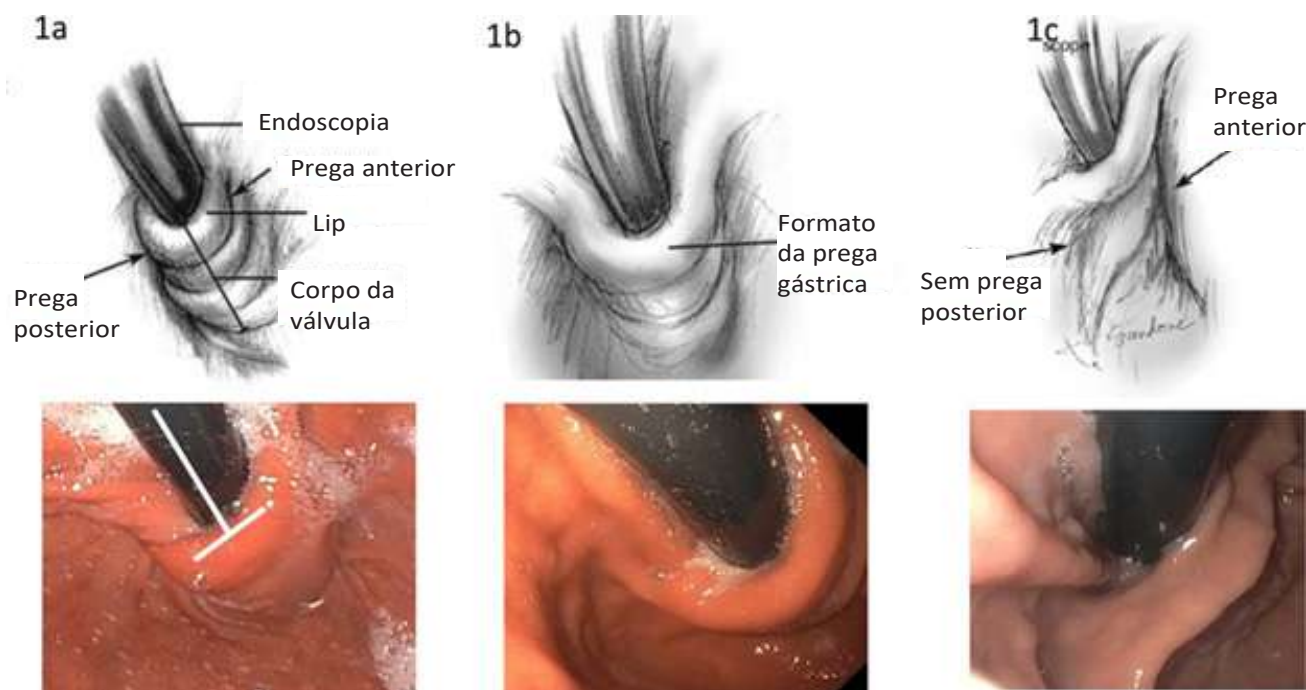 1a
Endoscopia
Prega anterior
Lip
Corpo da
válvula
Prega
posterior
1b
Formato
da prega
gástrica
1c
scope
Prega
anterior
Sem prega
posterior